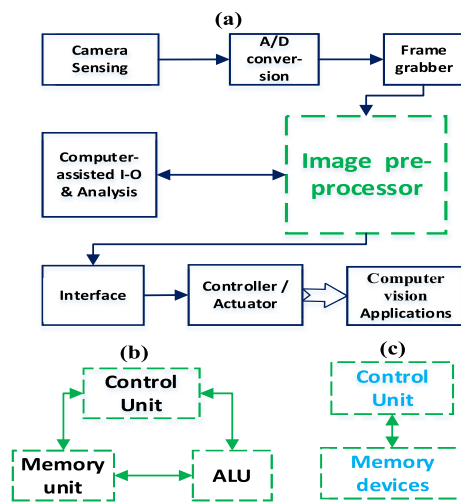 (a)
Camera
Sensing
A/D
conver-
sion
Frame
grabber
Computer-
assisted I-O
& Analysis
Image pre-
processor
Interface
Controller /
Actuator
Computer
vision
Applications
(b)
Control
Unit
Memory
unit
ALU
(c)
Control
Unit
Memory
devices